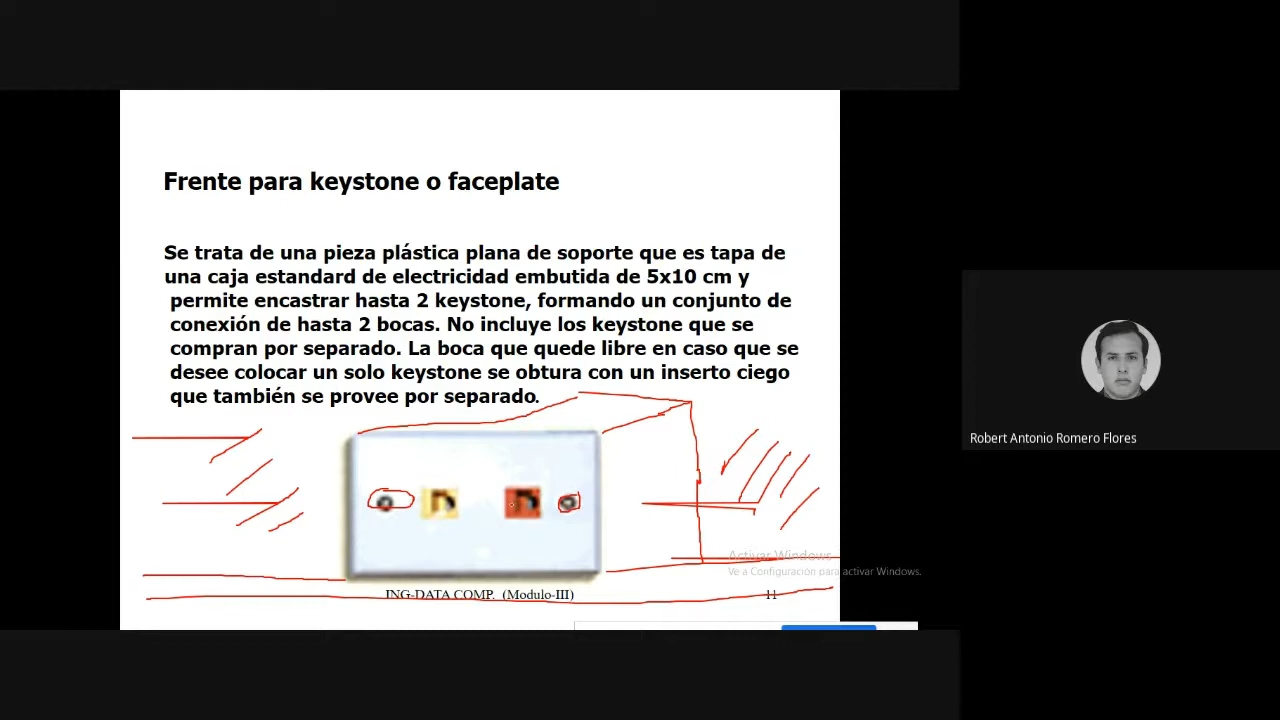 Frente para keystone o faceplate
Se trata de una pieza plástica plana de soporte que es tapa de
una caja estandard de electricidad embutida de 5x10 cm y
permite encastrar hasta 2 keystone, formando un conjunto de
conexión de hasta 2 bocas. No incluye los keystone que se
compran por separado. La boca que quede libre en caso que se
desee colocar un solo keystone se obtura con un inserto ciego
que también se provee por separado.
Robert Antonio Romero Flores
Activar Windows
Ve a Configuración para activar Windows.
ING-DATA COMP. (Modulo-III)
11